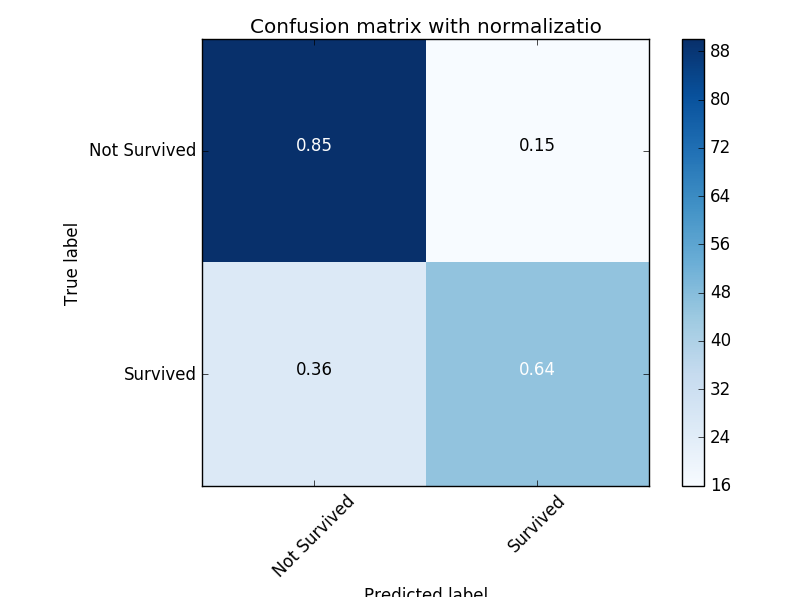 Confusion matrix with normalizatio
88
Not Survived
0.85
0.15
80
72
64
True label
56
48
Survived
0.36
0.64
40
32
24
16
Not Survived
Survived
Predicted label